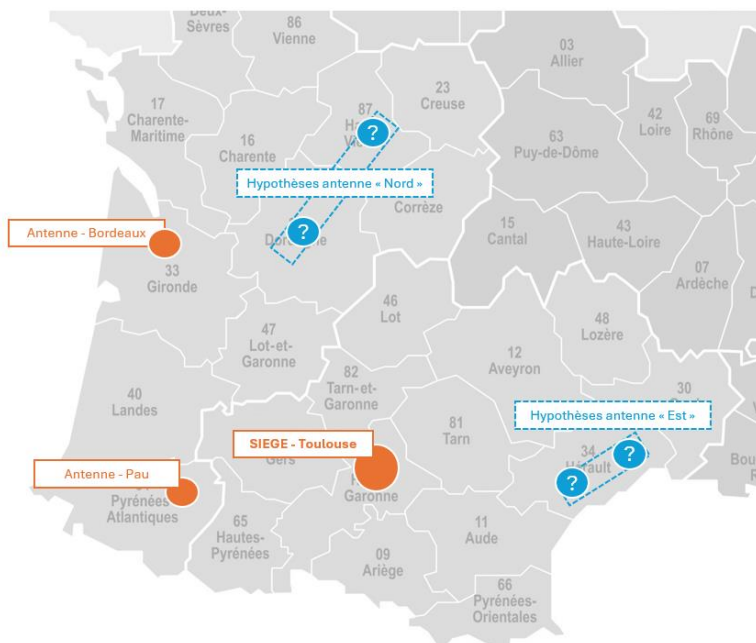 Deux-
Sèvres
86
Vienne
03
Allier
23
Creuse
17
Charente-
Maritime
87
42
Loire
69
Rhône
?
16
Charente
63
Puy-de-Dôme
Hypothèses antenne « Nord »
Corrèze
15
Cantal
43
Haute-Loire
Antenne - Bordeaux
?
33
Gironde
07
Ardèche
46
Lot
48
Lozère
47
Lot-et-
Garonne
12
Aveyron
82
Tarn-et-
Garonne
30
40
Landes
81
Tarn
Hypothèses antenne « Est »
SIEGE - Toulouse
Gers
34
Hérault
?
?
Antenne - Pau
Garonne
Pyrénées
Atlantiques
65
Hautes-
Pyrénées
11
Aude
09
Ariège
66
Pyrénées-
Orientales